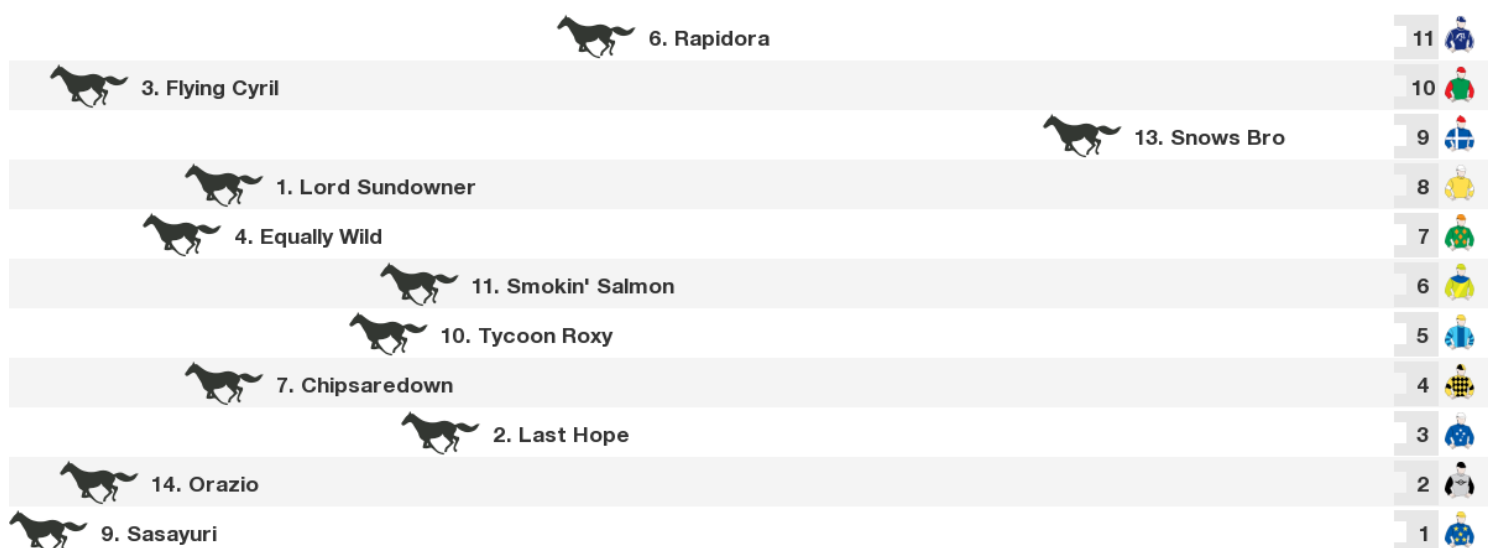 6. Rapidora 11
3. Flying Cyril 10
13. Snows Bro 9
1. Lord Sundowner 8
4. Equally Wild 7
11. Smokin' Salmon 6
10. Tycoon Roxy 5
7. Chipsaredown 4
2. Last Hope 3
14. Orazio 2
9. Sasayuri 1